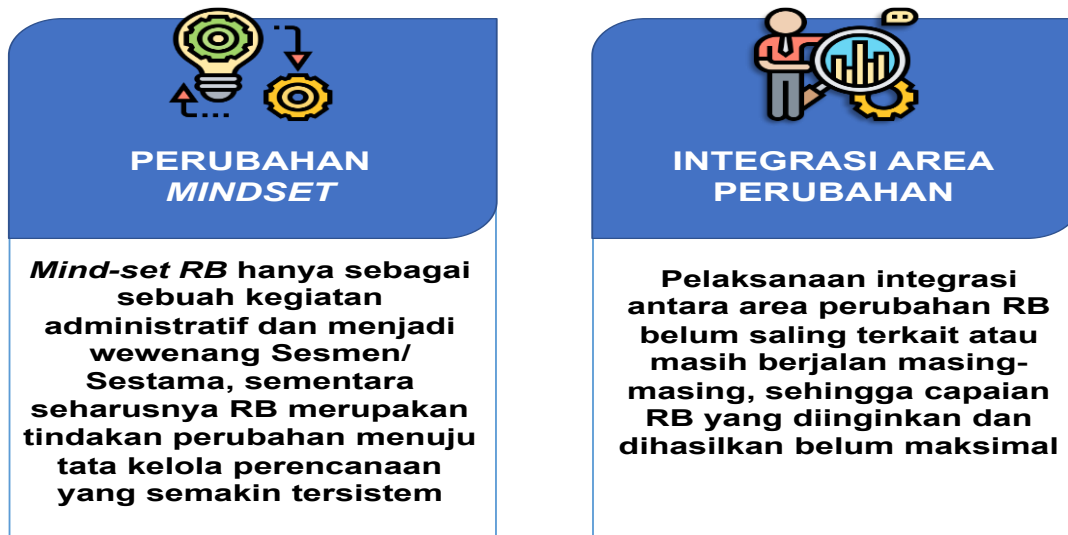 PERUBAHAN
MINDSET
Mind-set RB hanya sebagai
sebuah kegiatan
administratif dan menjadi
wewenang Sesmen/
Sestama, sementara
seharusnya RB merupakan
tindakan perubahan menuju
tata kelola perencanaan
yang semakin tersistem
INTEGRASI AREA
PERUBAHAN
Pelaksanaan integrasi
antara area perubahan RB
belum saling terkait atau
masih berjalan masing-
masing, sehingga capaian
RB yang diinginkan dan
dihasilkan belum maksimal